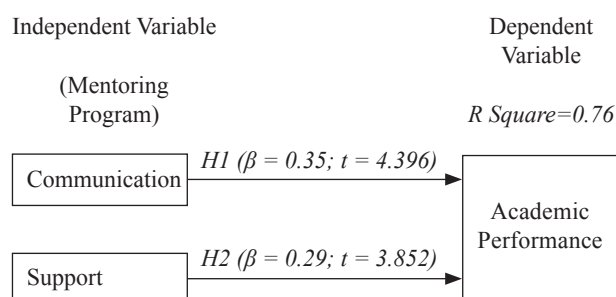 Independent Variable
(Mentoring
Program)
Dependent
Variable
R Square=0.76
Communication
H1 (β = 0.35; t = 4.396)
Support
H2 (β = 0.29; t = 3.852)
Academic
Performance